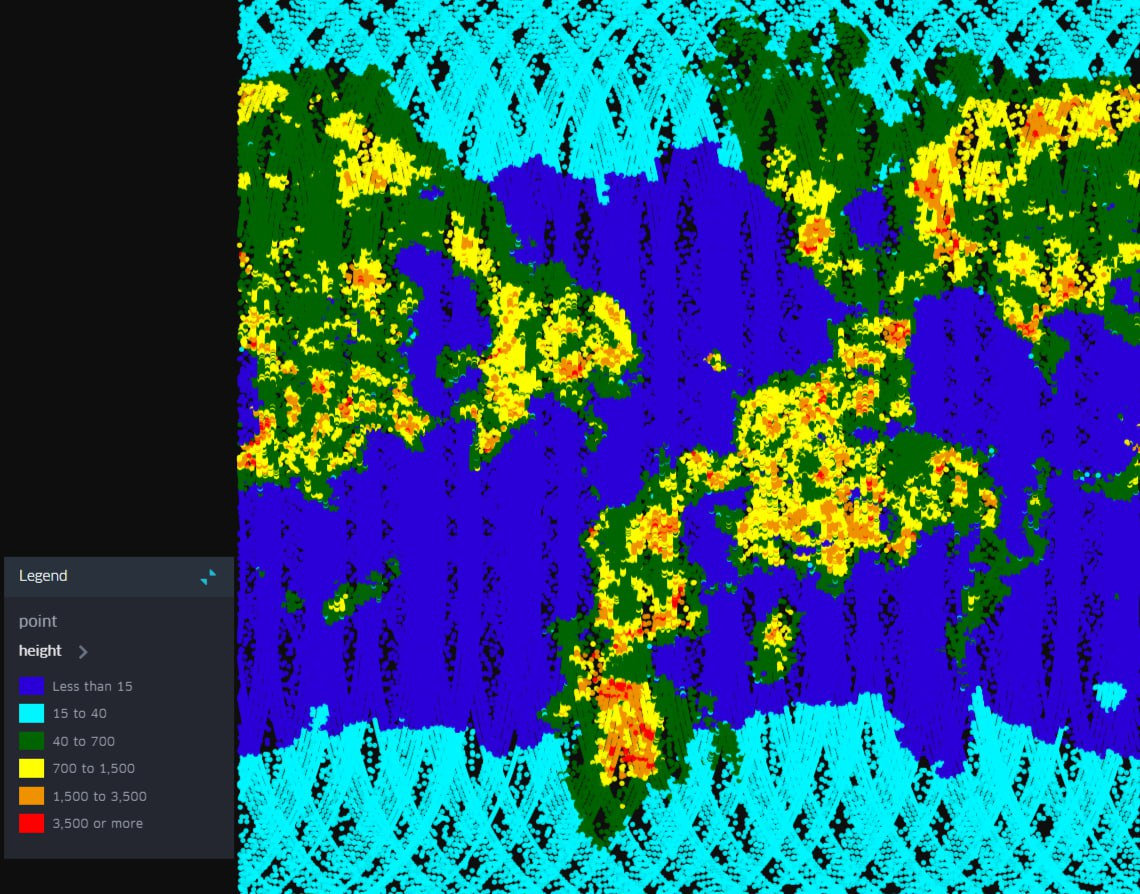 Legend
point
height
Less than 15
15 to 40
40 to 700
700 to 1,500
1,500 to 3,500
3,500 or more